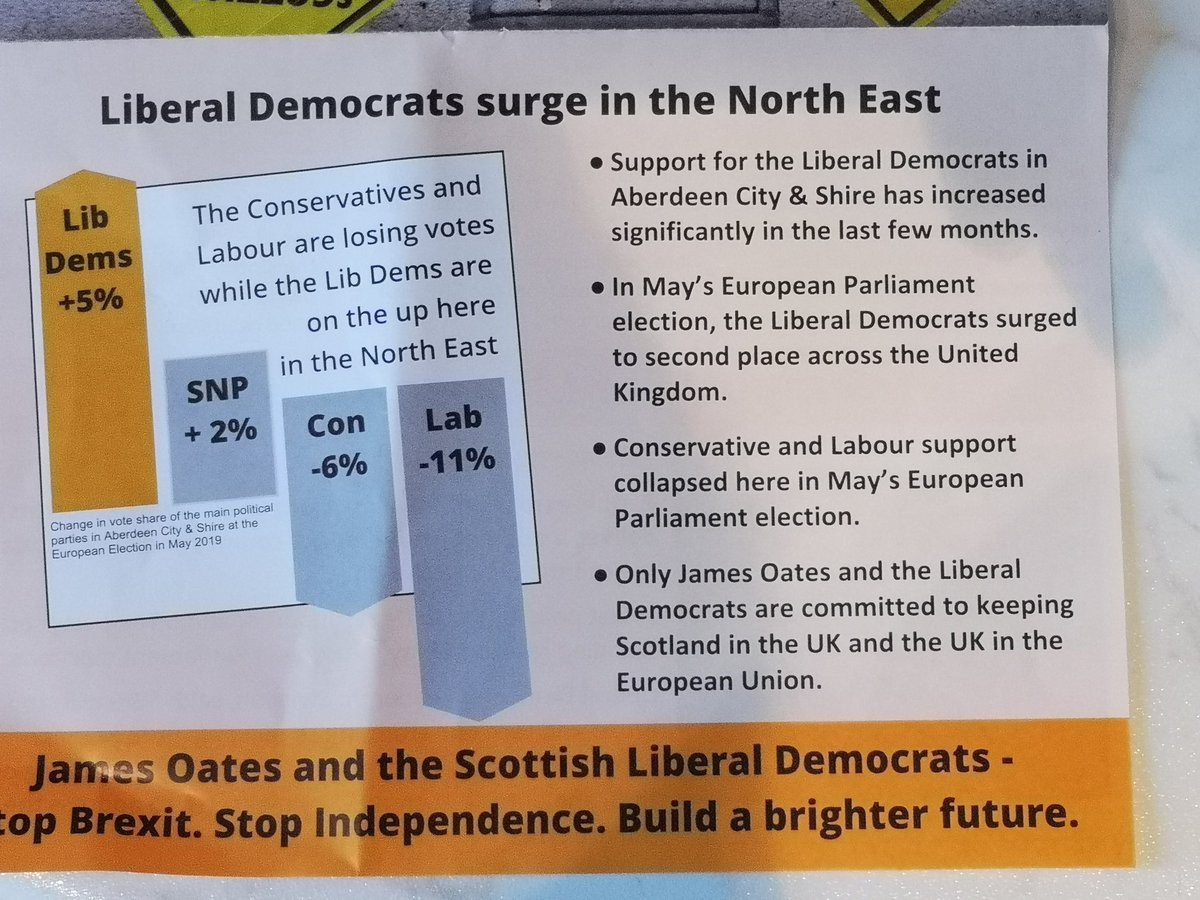 Liberal Democrats surge in the North East
Lib
Dems
+5%
The Conservatives and
Labour are losing votes
while the Lib Dems are
on the up here
in the North East
SNP
+ 2%
Con
-6%
Lab
-11%
Change in vote share of the main political
parties in Aberdeen City & Shire at the
European Election in May 2019
● Support for the Liberal Democrats in
Aberdeen City & Shire has increased
significantly in the last few months.
● In May's European Parliament
election, the Liberal Democrats surged
to second place across the United
Kingdom.
● Conservative and Labour support
collapsed here in May's European
Parliament election.
● Only James Oates and the Liberal
Democrats are committed to keeping
Scotland in the UK and the UK in the
European Union.
James Oates and the Scottish Liberal Democrats -
top Brexit. Stop Independence. Build a brighter future.